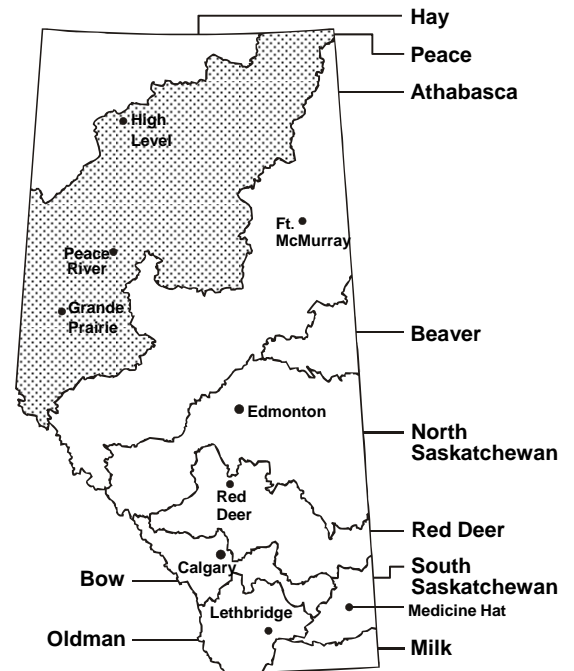 Hay
Peace
Athabasca
High
Level
Ft.
McMurray
Peace
River
Grande
Prairie
Beaver
Edmonton
North
Saskatchewan
Red
Deer
Red Deer
Calgary
South
Saskatchewan
Bow
Lethbridge
Medicine Hat
Oldman
Milk